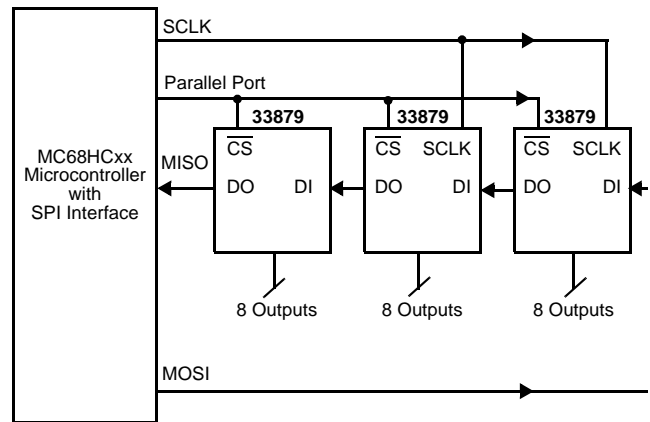 SCLK
Parallel Port
33879 33879 33879
MC68HCxx
Microcontroller
with
SPI Interface
MISO
CS CS SCLK CS SCLK
DO DI DO DI DO DI
8 Outputs 8 Outputs 8 Outputs
MOSI